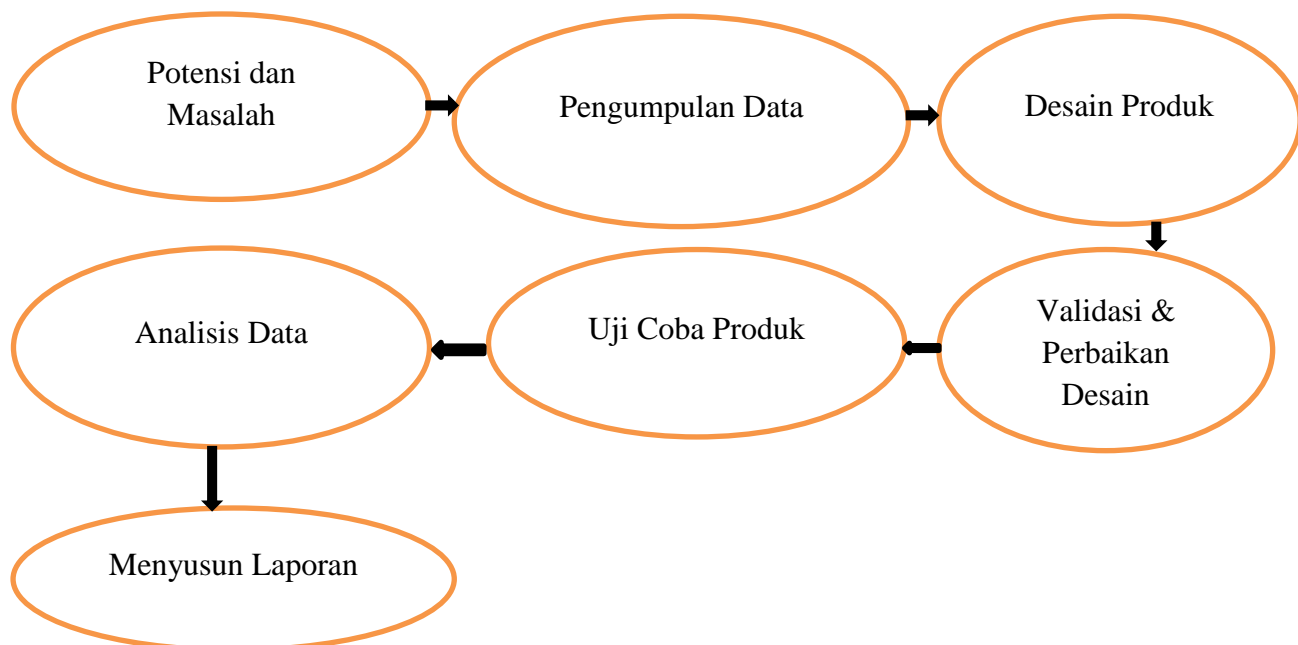 Potensi dan
Masalah
Pengumpulan Data
Desain Produk
Validasi &
Perbaikan
Desain
Uji Coba Produk
Analisis Data
Menyusun Laporan